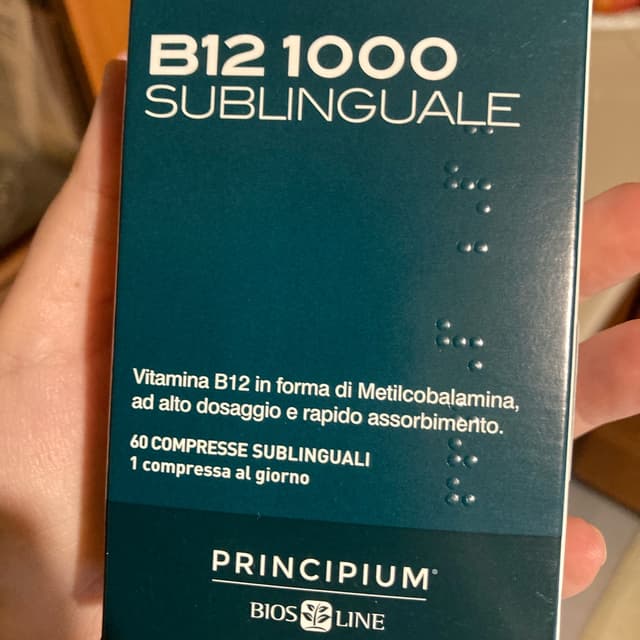 B12 1000
SUBLINGUALE
Vitamina B12 in forma di Metilcobalamina,
ad alto dosaggio e rapido assorbimento.
60 COMPRESSE SUBLINGUALI
1 compressa al giorno
PRINCIPIUM®
BIOS LINE